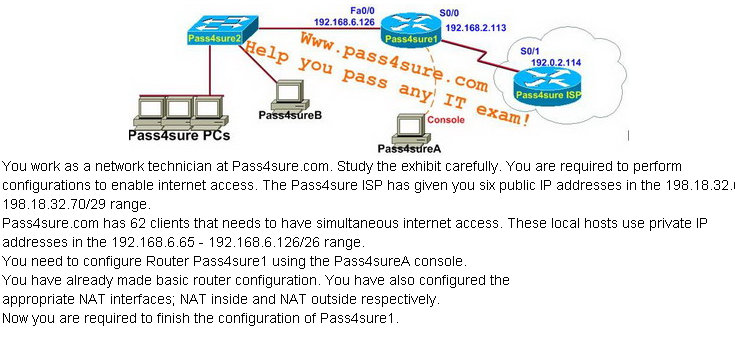 Fa0/0
192.168.6.126
S0/0
192.168.2.113
S0/1
192.0.2.114
Pass4sure2
Pass4sure1
Pass4sure ISP
Www.pass4sure.com
Help you pass any IT exam!
Pass4sureB
Console
Pass4sure PCs
Pass4sureA
You work as a network technician at Pass4sure.com. Study the exhibit carefully. You are required to perform
configurations to enable internet access. The Pass4sure ISP has given you six public IP addresses in the 198.18.32.
198.18.32.70/29 range.
Pass4sure.com has 62 clients that needs to have simultaneous internet access. These local hosts use private IP
addresses in the 192.168.6.65 - 192.168.6.126/26 range.
You need to configure Router Pass4sure1 using the Pass4sureA console.
You have already made basic router configuration. You have also configured the
appropriate NAT interfaces; NAT inside and NAT outside respectively.
Now you are required to finish the configuration of Pass4sure1.